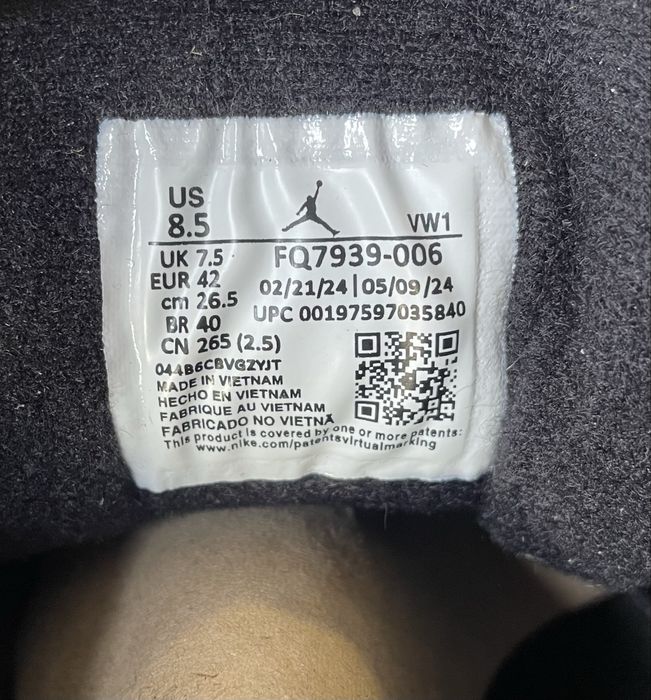 US
8.5
VW1
UK 7.5
FQ7939-006
EUR 42
02/21/24|05/09/24
cm 26.5
UPC 00197597035840
BR 40
CN 265 (2.5)
044B6CBVGZYJT
MADE IN VIETNAM
HECHO EN VIETNAM
FABRIQUE AU VIETNAM
FABRICADO NO VIETNÃ
This product is covered by one or more patents:
www.nike.com/patentsvirtualmarking